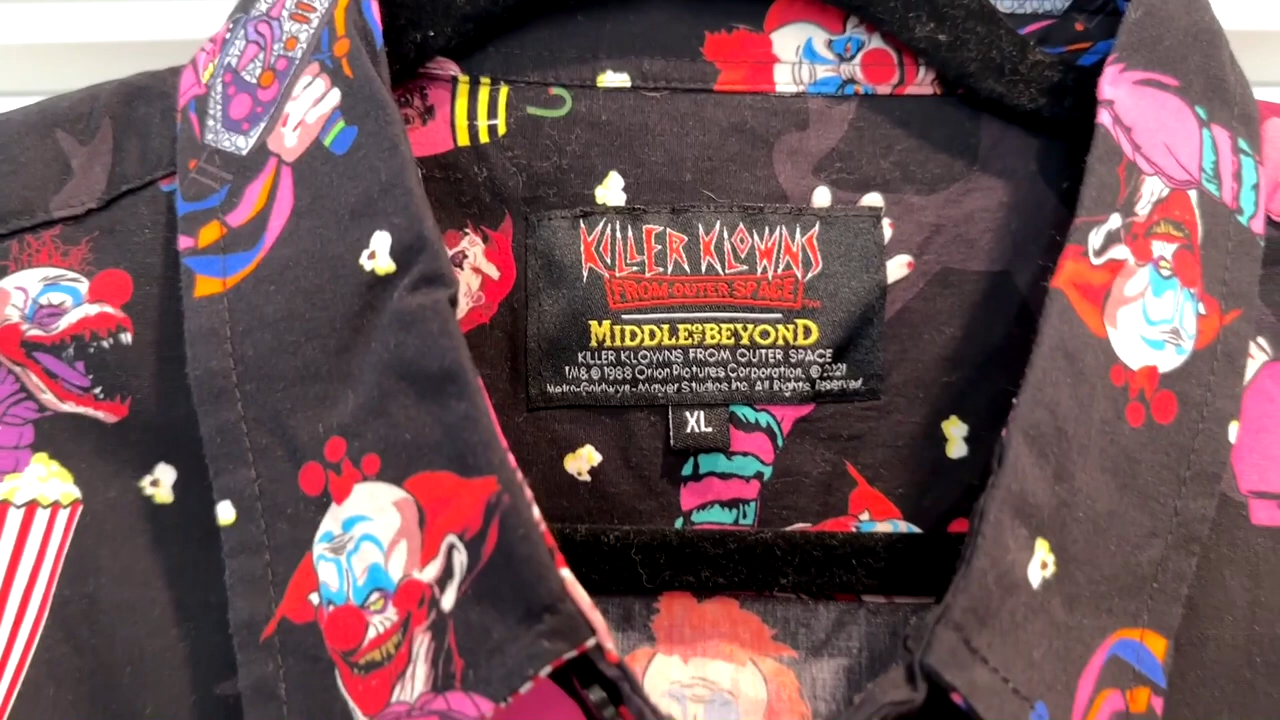 KILLER KLOWNS
FROM OUTER SPACE
TM
MIDDLE OF BEYOND
KILLER KLOWNS FROM OUTER SPACE
TM & © 1988 Orion Pictures Corporation. © 2021
Metro-Goldwyn-Mayer Studios Inc. All Rights Reserved.
XL